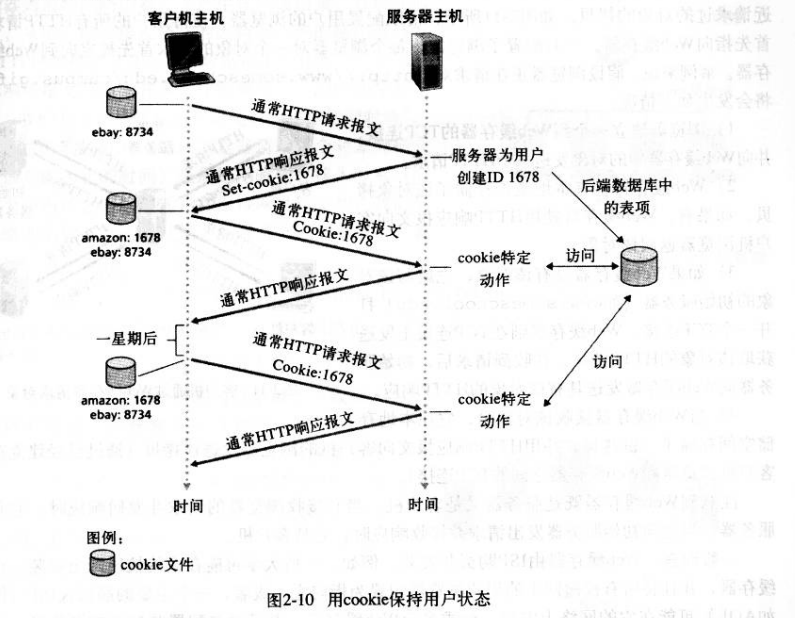 客户机主机
服务器主机
ebay: 8734
通常HTTP请求报文
服务器为用户
创建ID 1678
通常HTTP响应报文
Set-cookie:1678
后端数据库中
的表项
amazon: 1678
ebay: 8734
通常HTTP请求报文
Cookie:1678
cookie特定
动作
访问
通常HTTP响应报文
一星期后
通常HTTP请求报文
Cookie:1678
访问
amazon: 1678
ebay: 8734
cookie特定
动作
通常HTTP响应报文
时间
时间
图例：
cookie文件
图2-10 用cookie保持用户状态